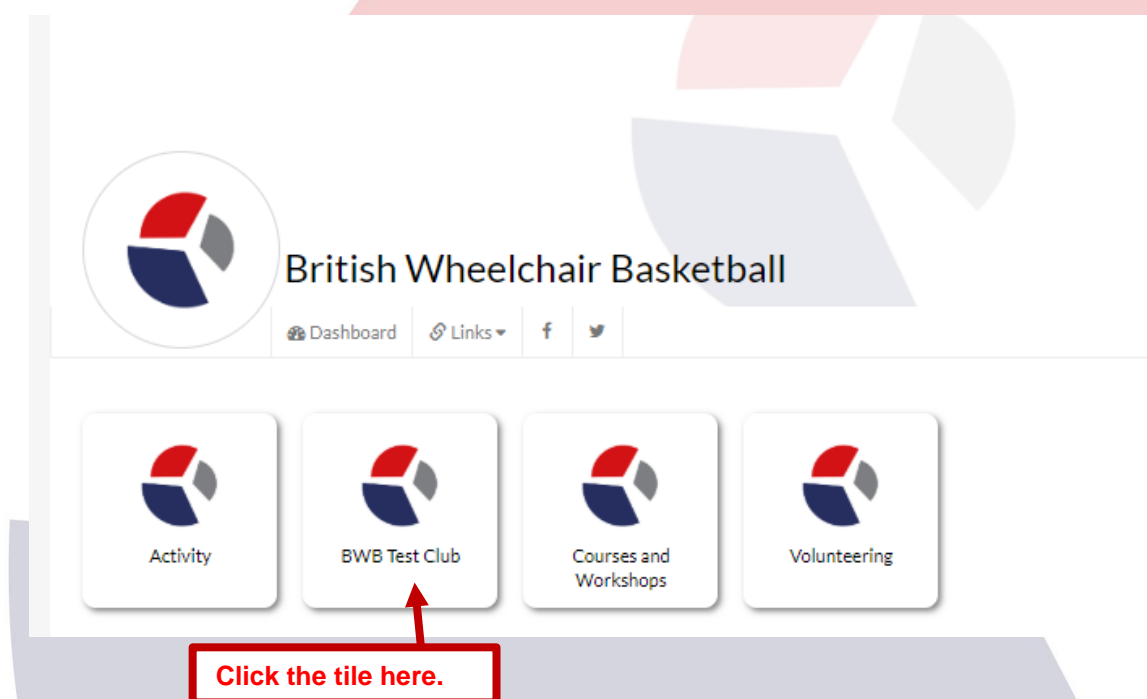 British Wheelchair Basketball
Dashboard Links f
Activity
BWB Test Club
Courses and
Workshops
Volunteering
Click the tile here.